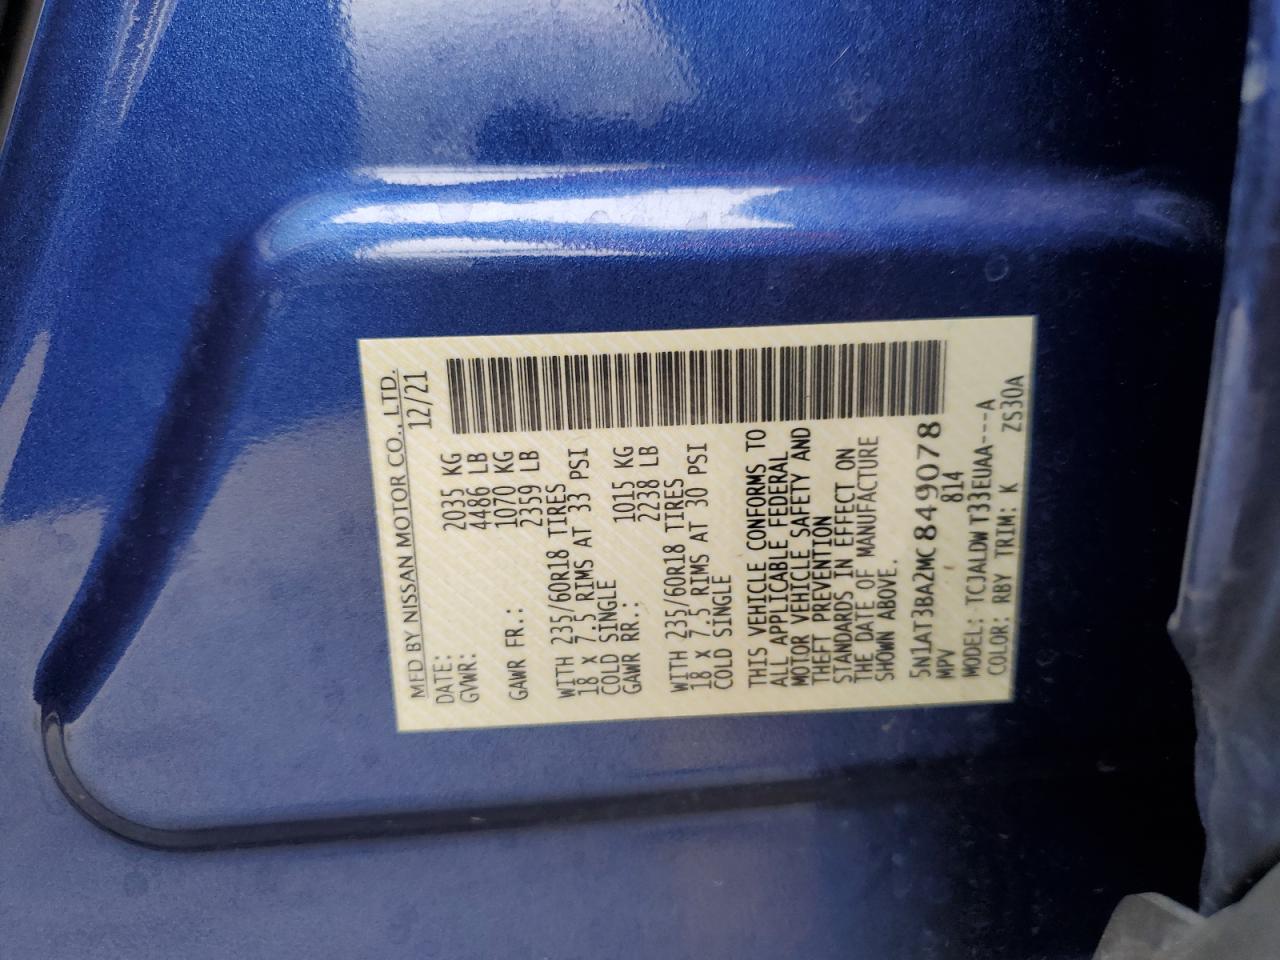 MFD BY NISSAN MOTOR CO., LTD.
DATE: 12/21
GVWR: 2035 KG
4486 LB
GAWR FR.: 1070 KG
2359 LB
WITH 235/60R18 TIRES
18 x 7.5 RIMS AT 33 PSI
COLD SINGLE
GAWR RR.: 1015 KG
2238 LB
WITH 235/60R18 TIRES
18 x 7.5 RIMS AT 30 PSI
COLD SINGLE
THIS VEHICLE CONFORMS TO
ALL APPLICABLE FEDERAL
MOTOR VEHICLE SAFETY AND
THEFT PREVENTION
STANDARDS IN EFFECT ON
THE DATE OF MANUFACTURE
SHOWN ABOVE.
5N1AT3BA2MC849078
MPV 814
MODEL: TCJALDW T33EUAA---A
COLOR: RBY TRIM: K ZS30A